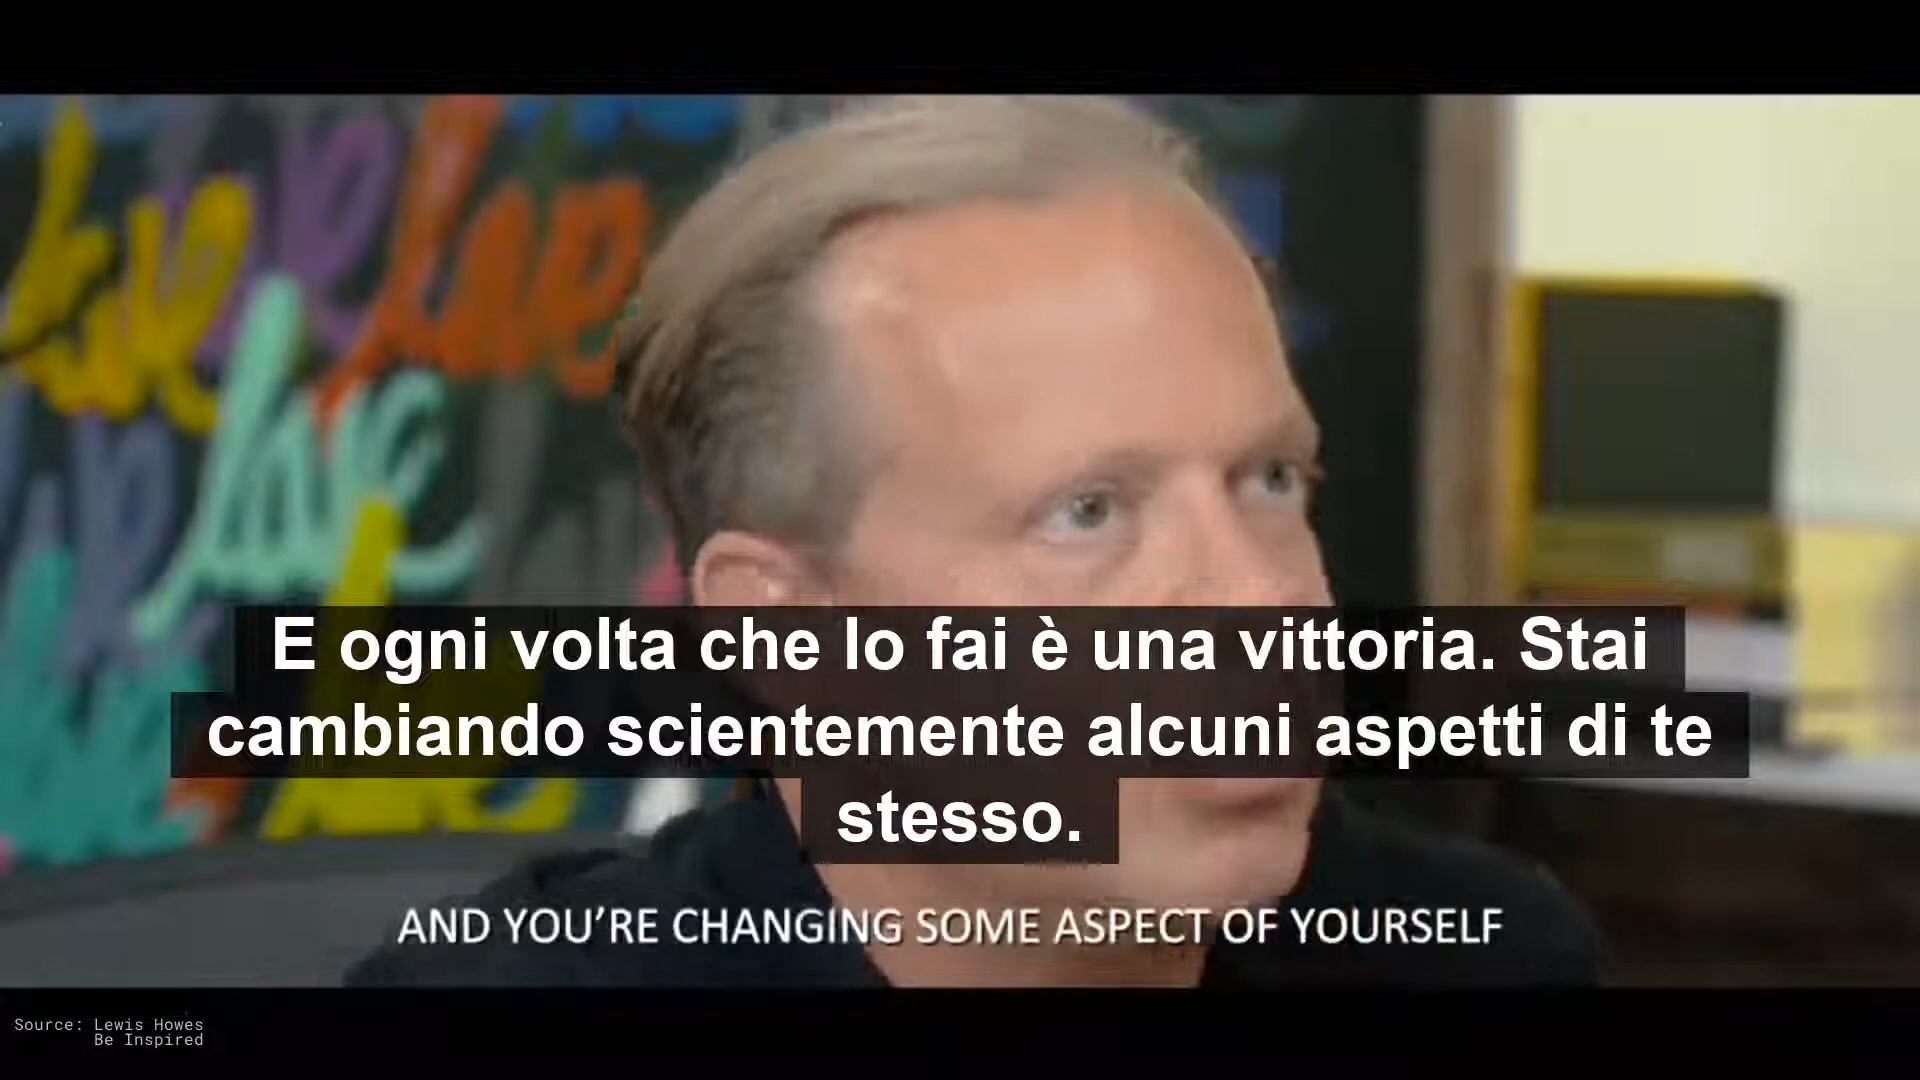 E ogni volta che lo fai è una vittoria. Stai
cambiando scientemente alcuni aspetti di te
stesso.
AND YOU'RE CHANGING SOME ASPECT OF YOURSELF
Source: Lewis Howes
Be Inspired